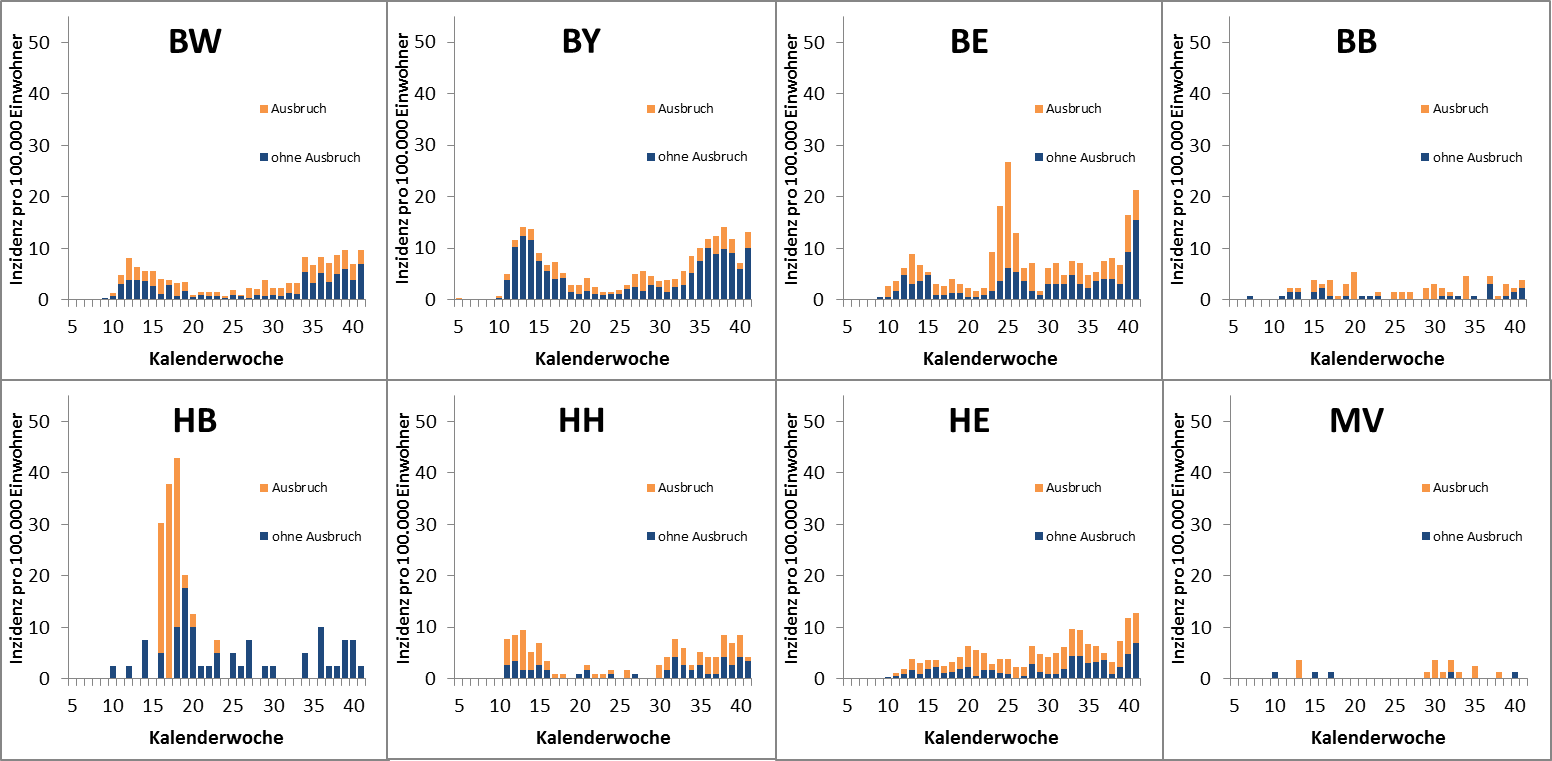 BW
Inzidenz pro 100.000 Einwohner
50
40
30
20
10
0
Ausbruch
ohne Ausbruch
5 10 15 20 25 30 35 40
Kalenderwoche
BY
Inzidenz pro 100.000 Einwohner
50
40
30
20
10
0
Ausbruch
ohne Ausbruch
5 10 15 20 25 30 35 40
Kalenderwoche
BE
Inzidenz pro 100.000 Einwohner
50
40
30
20
10
0
Ausbruch
ohne Ausbruch
5 10 15 20 25 30 35 40
Kalenderwoche
BB
Inzidenz pro 100.000 Einwohner
50
40
30
20
10
0
Ausbruch
ohne Ausbruch
5 10 15 20 25 30 35 40
Kalenderwoche
HB
Inzidenz pro 100.000 Einwohner
50
40
30
20
10
0
Ausbruch
ohne Ausbruch
10 15 20 25 30 35 40
Kalenderwoche
HH
Inzidenz pro 100.000 Einwohner
50
40
30
20
10
0
Ausbruch
ohne Ausbruch
5 10 15 20 25 30 35 40
Kalenderwoche
HE
Inzidenz pro 100.000 Einwohner
50
40
30
20
10
0
Ausbruch
ohne Ausbruch
5 10 15 20 25 30 35 40
Kalenderwoche
MV
Inzidenz pro 100.000 Einwohner
50
40
30
20
10
0
Ausbruch
ohne Ausbruch
5 10 15 20 25 30 35 40
Kalenderwoche